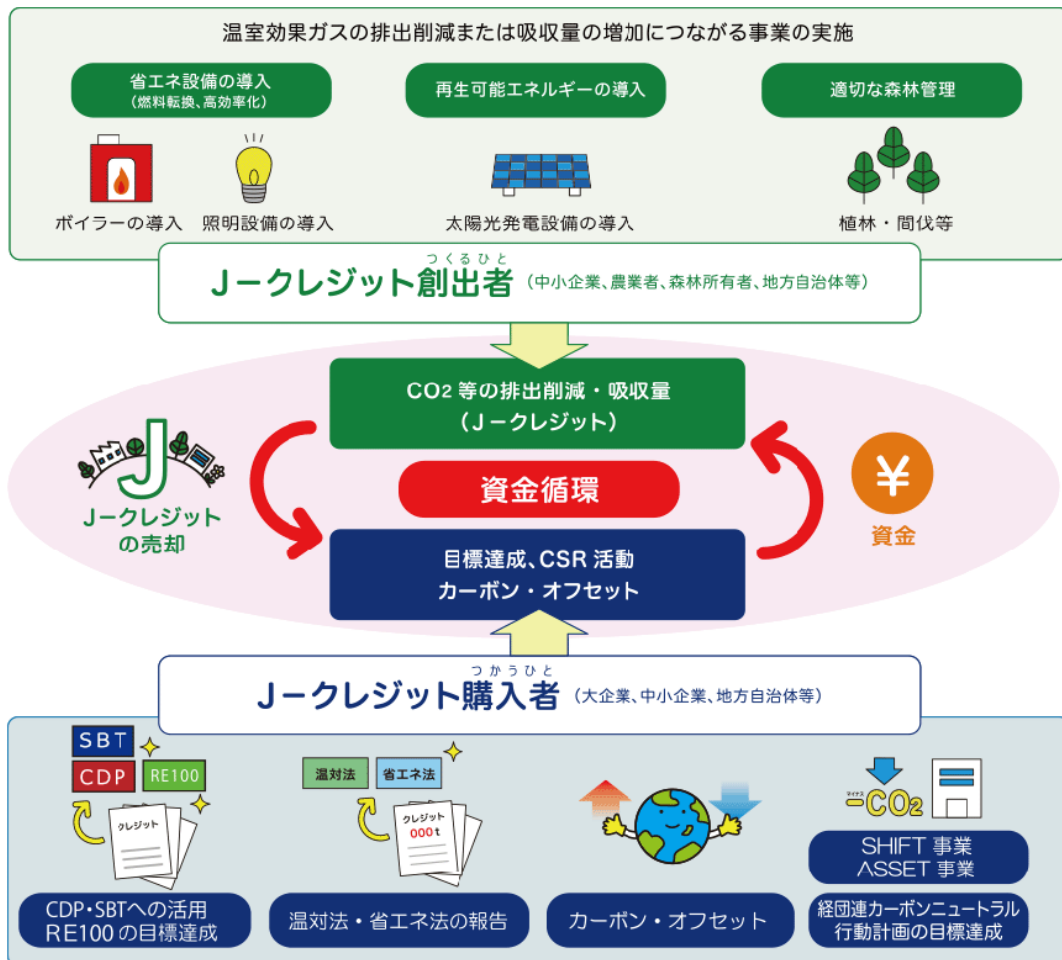 温室効果ガスの排出削減または吸収量の増加につながる事業の実施
省エネ設備の導入
(燃料転換、高効率化)
再生可能エネルギーの導入
適切な森林管理
ボイラーの導入
照明設備の導入
太陽光発電設備の導入
植林・間伐等
つくるひと
Jークレジット創出者
(中小企業、農業者、森林所有者、地方自治体等)
CO2 等の排出削減・吸収量
(Jークレジット)
J
Jークレジット
の売却
資金循環
¥
資金
目標達成、CSR 活動
カーボン・オフセット
つかうひと
Jークレジット購入者
(大企業、中小企業、地方自治体等)
SBT
CDP
RE100
クレジット
CDP・SBTへの活用
RE100 の目標達成
温対法
省エネ法
クレジット
000t
温対法・省エネ法の報告
カーボン・オフセット
マイナス
-CO2
SHIFT 事業
ASSET 事業
経団連カーボンニュートラル
行動計画の目標達成